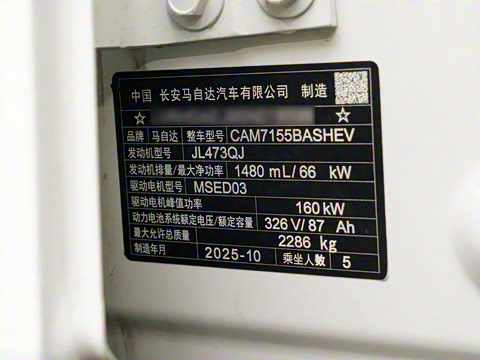 中国 长安马自达汽车有限公司 制造
☆ ☆
品牌 马自达 整车型号 CAM7155BASHEV
发动机型号 JL473QJ
发动机排量/最大净功率 1480 mL/66 kW
驱动电机型号 MSED03
驱动电机峰值功率 160kW
动力电池系统额定电压/额定容量 326V/87 Ah
最大允许总质量 2286 kg
制造年月 2025-10 乘坐人数 5